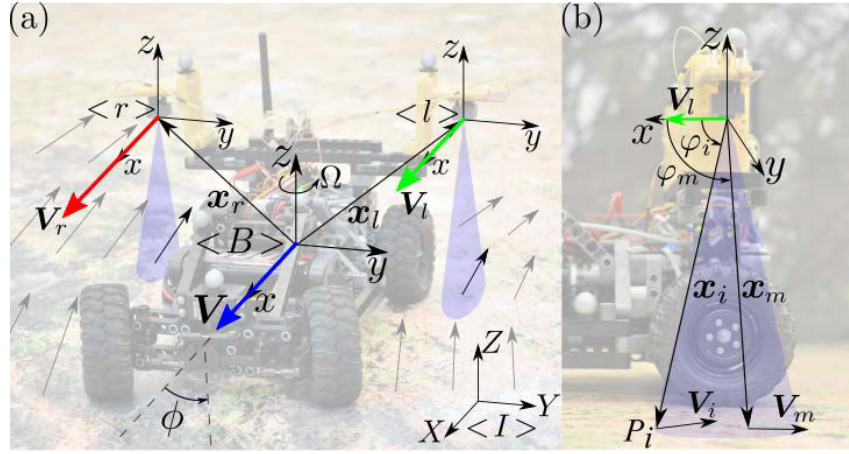 (a)
z
z
< r >
y
< l >
y
x
z
Ω
x
V_r
x_r
x_l
V_l
< B >
y
V
x
Z
ϕ
X
Y
< I >
(b)
z
V_l
x
φ_i
y
φ_m
x_i
x_m
V_i
V_m
P_i